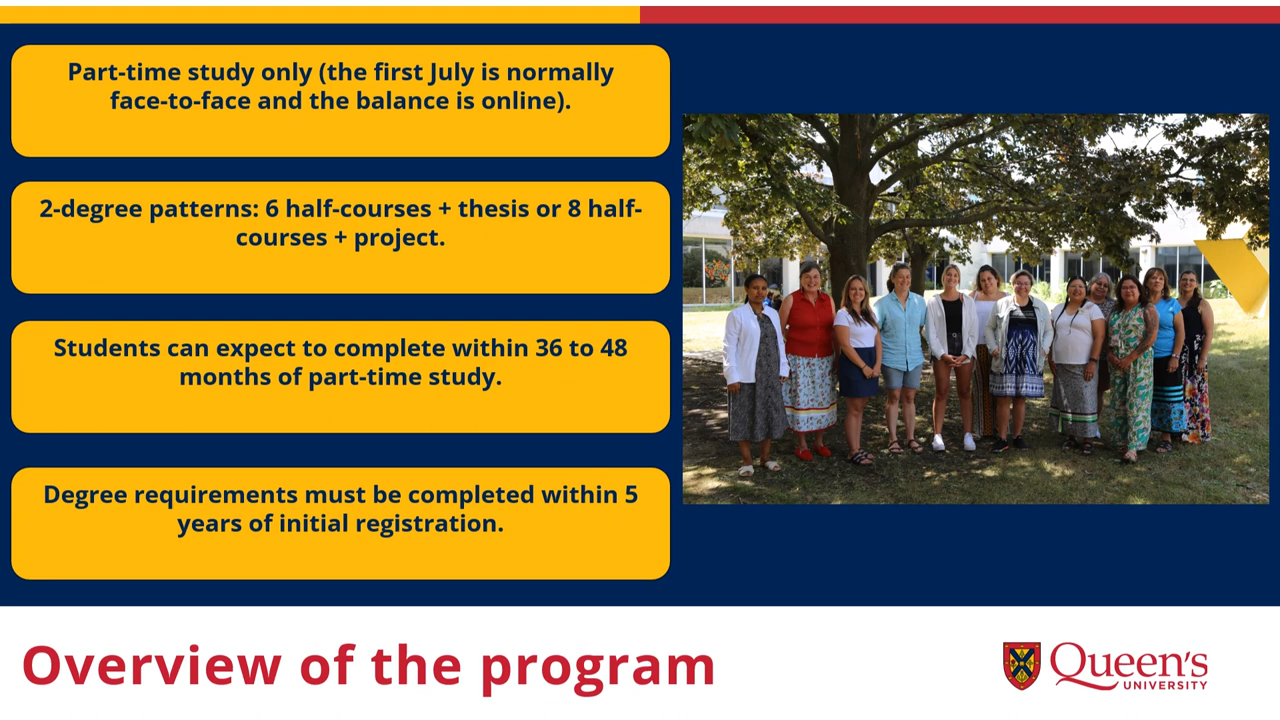 Part-time study only (the first July is normally
face-to-face and the balance is online).
2-degree patterns: 6 half-courses + thesis or 8 half-
courses + project.
Students can expect to complete within 36 to 48
months of part-time study.
Degree requirements must be completed within 5
years of initial registration.
Overview of the program
Queen's
UNIVERSITY